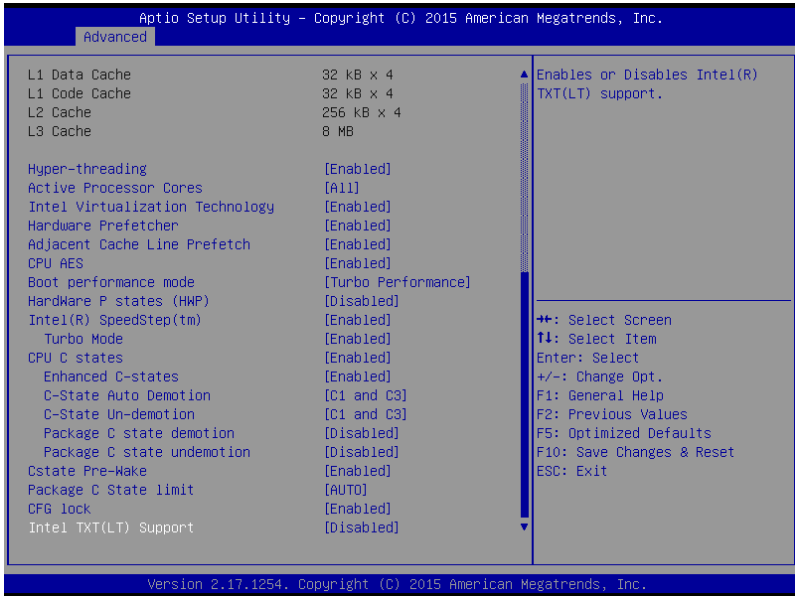 Aptio Setup Utility – Copyright (C) 2015 American Megatrends, Inc.
Advanced
L1 Data Cache 32 kB x 4
L1 Code Cache 32 kB x 4
L2 Cache 256 kB x 4
L3 Cache 8 MB
Hyper-threading [Enabled]
Active Processor Cores [All]
Intel Virtualization Technology [Enabled]
Hardware Prefetcher [Enabled]
Adjacent Cache Line Prefetch [Enabled]
CPU AES [Enabled]
Boot performance mode [Turbo Performance]
HardWare P states (HWP) [Disabled]
Intel(R) SpeedStep(tm) [Enabled]
Turbo Mode [Enabled]
CPU C states [Enabled]
Enhanced C-states [Enabled]
C-State Auto Demotion [C1 and C3]
C-State Un-demotion [C1 and C3]
Package C state demotion [Disabled]
Package C state undemotion [Disabled]
Cstate Pre-Wake [Enabled]
Package C State limit [AUTO]
CFG lock [Enabled]
Intel TXT(LT) Support [Disabled]
Enables or Disables Intel(R)
TXT(LT) support.
→←: Select Screen
↑↓: Select Item
Enter: Select
+/-: Change Opt.
F1: General Help
F2: Previous Values
F5: Optimized Defaults
F10: Save Changes & Reset
ESC: Exit
Version 2.17.1254. Copyright (C) 2015 American Megatrends, Inc.